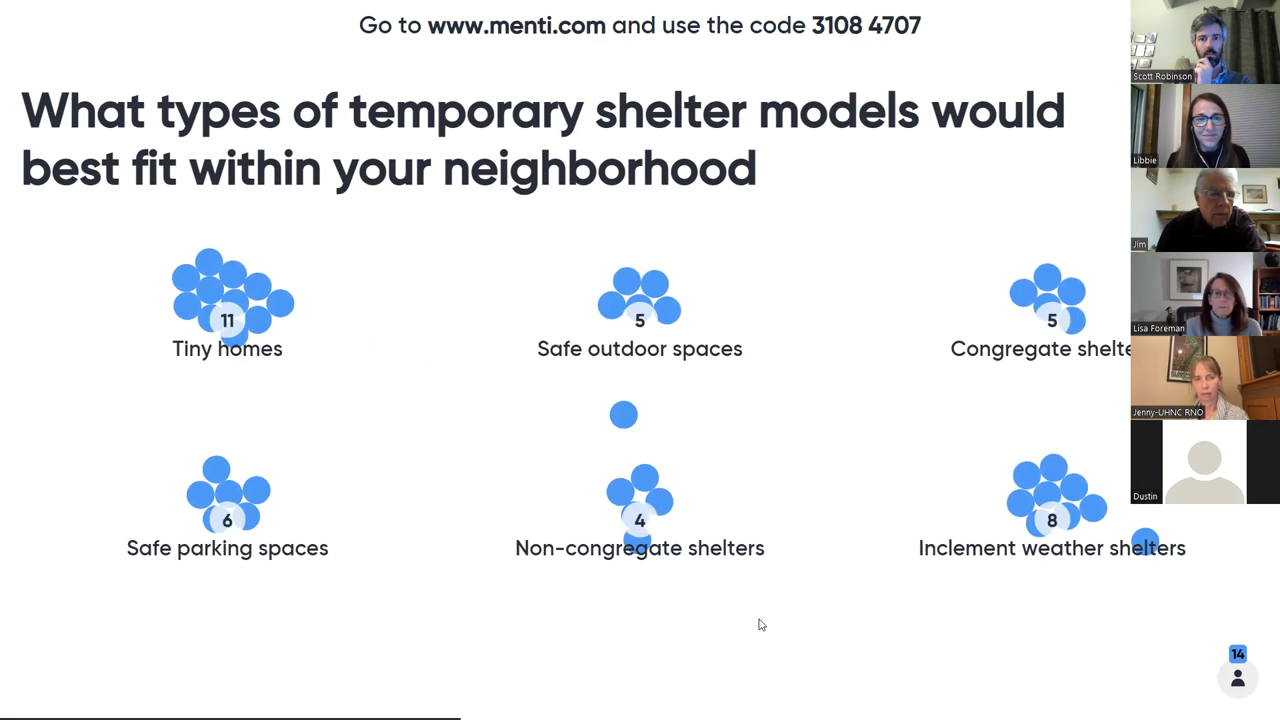 Go to www.menti.com and use the code 3108 4707
What types of temporary shelter models would
best fit within your neighborhood
11
5
5
Tiny homes
Safe outdoor spaces
Congregate shelte
6
4
8
Safe parking spaces
Non-congregate shelters
Inclement weather shelters
14
Scott Robinson
Libbie
Jim
Lisa Foreman
Jenny-UHNC RNO
Dustin